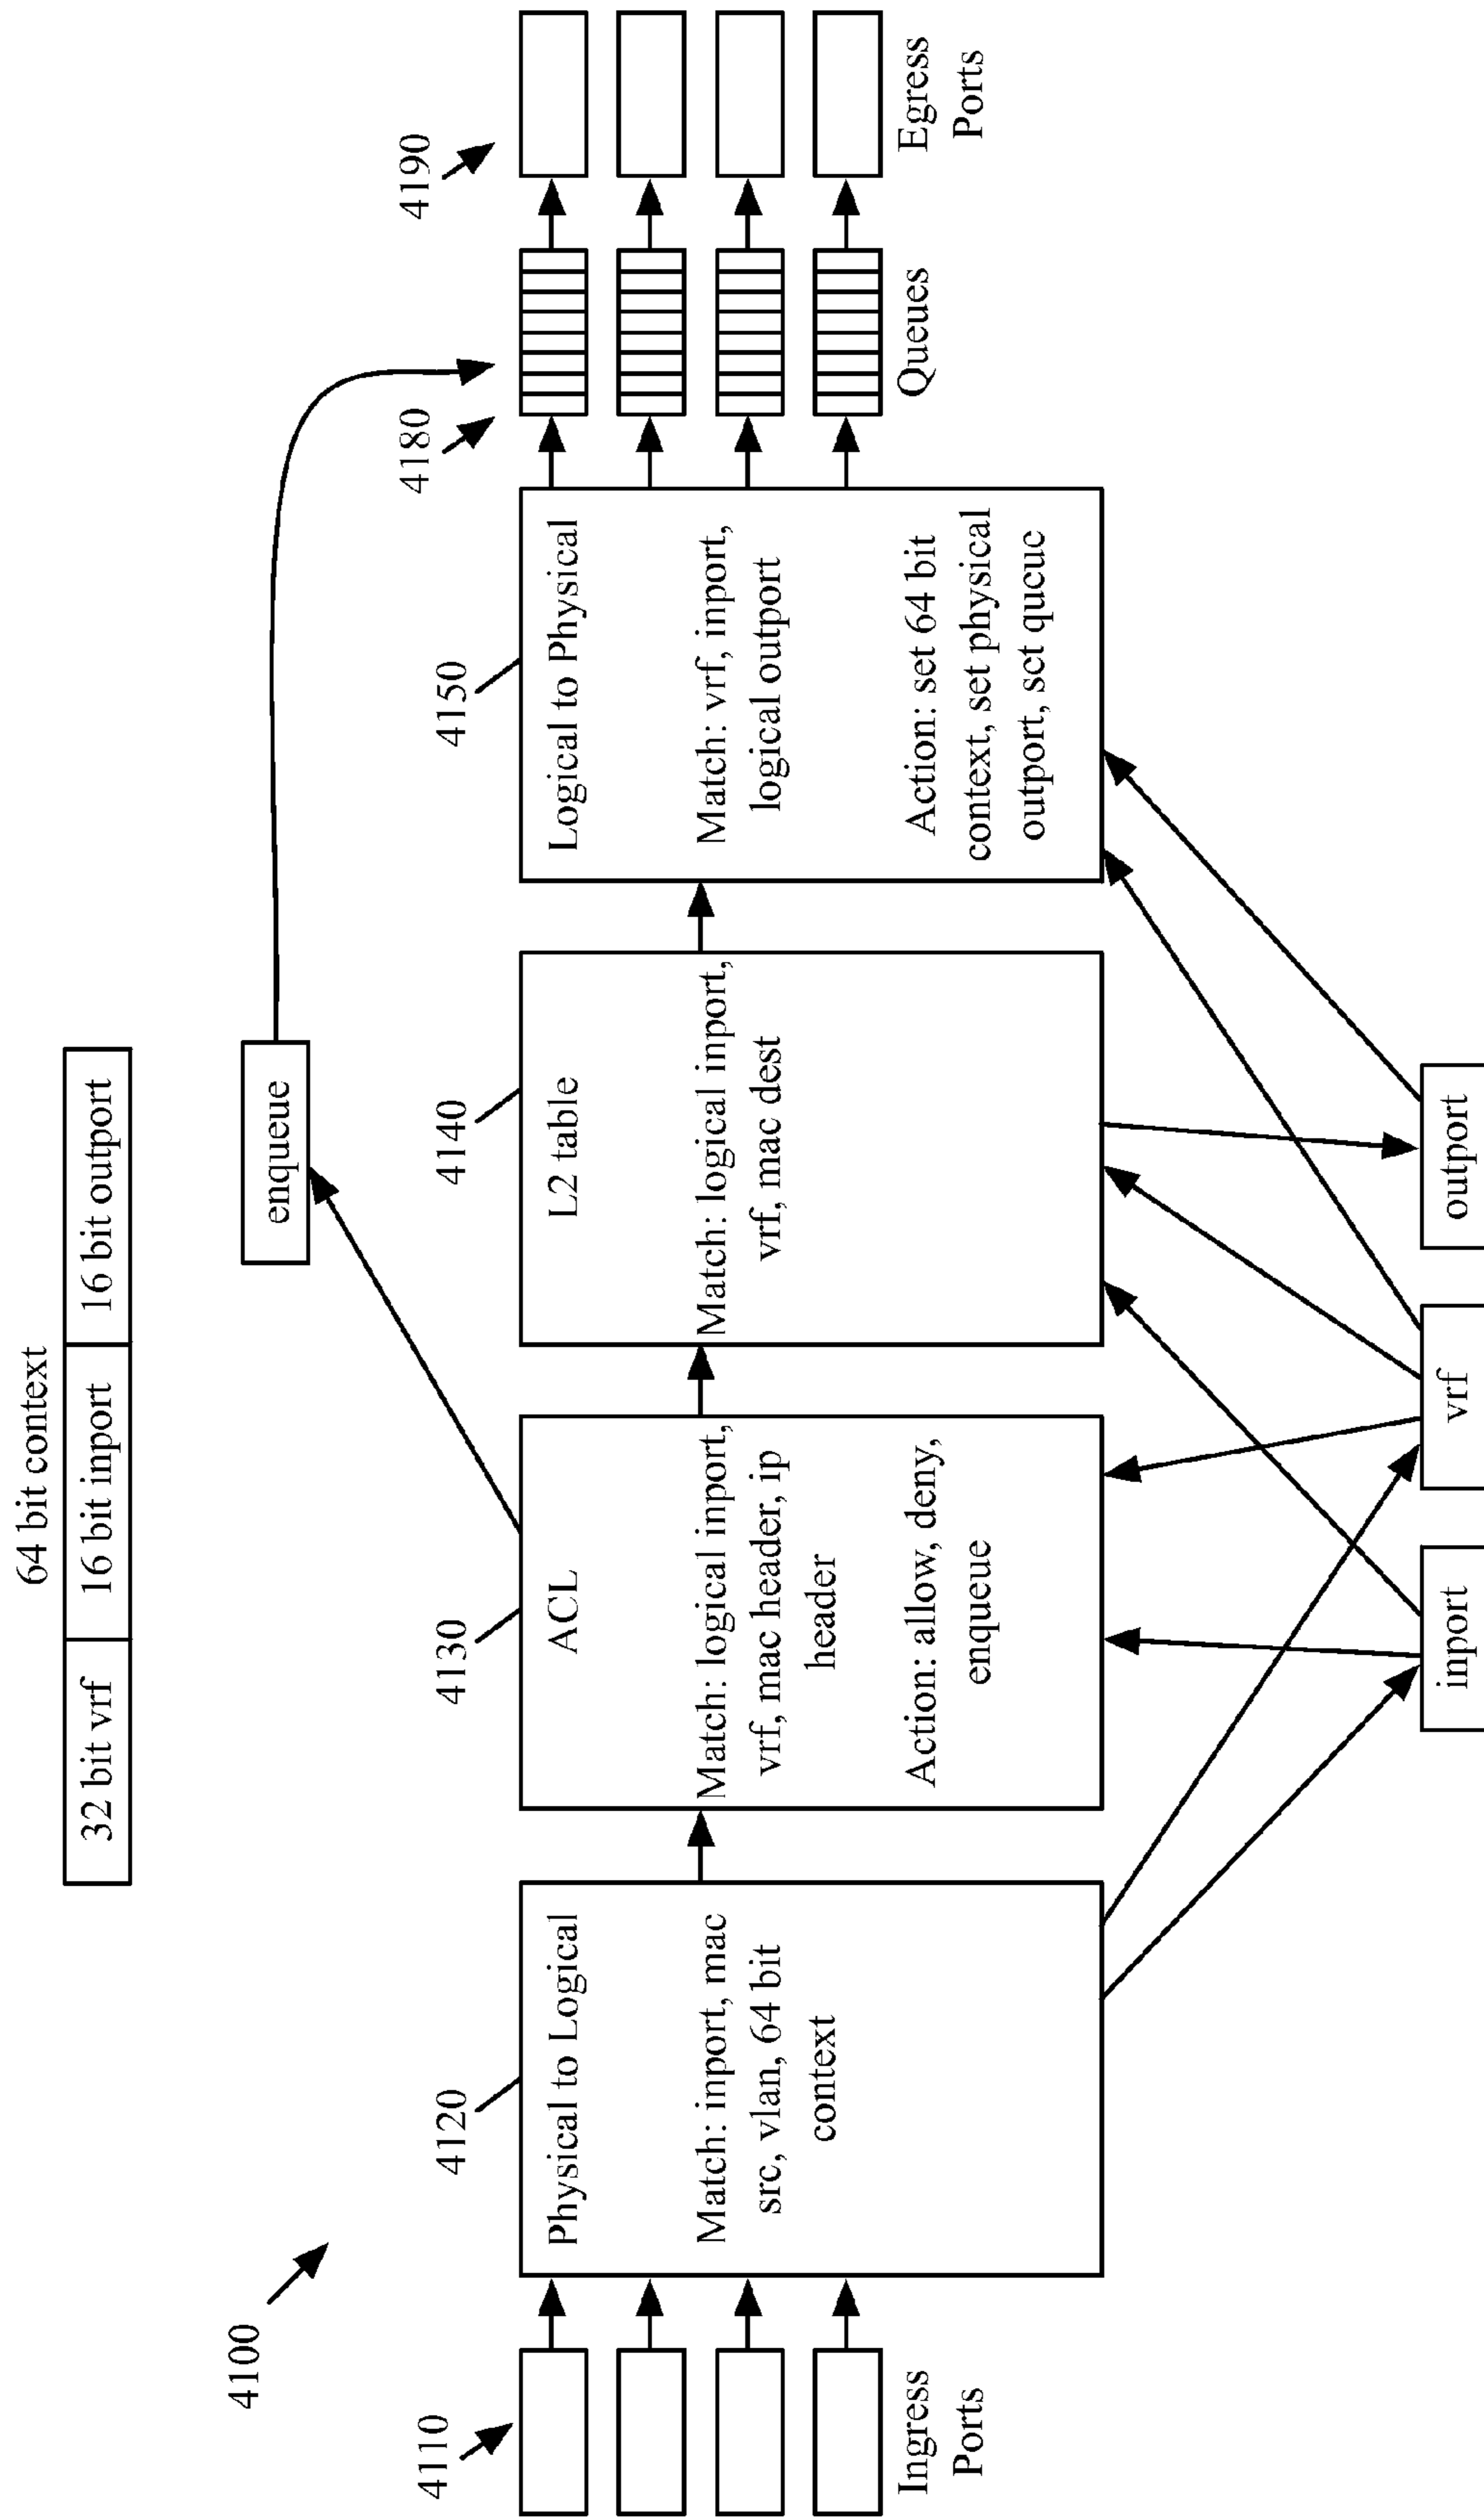 64 bit context
32 bit vrf
16 bit inport
16 bit outport
4100
enqueue
4110
4120
4130
4140
4150
4180
4190
Physical to Logical
Match: inport, mac
src, vlan, 64 bit
context
ACL
Match: logical inport,
vrf, mac header, ip
header
Action: allow, deny,
enqueue
L2 table
Match: logical inport,
vrf, mac dest
Logical to Physical
Match: vrf, inport,
logical outport
Action: set 64 bit
context, set physical
outport, set queue
Ingress
Ports
Queues
Egress
Ports
inport
vrf
outport